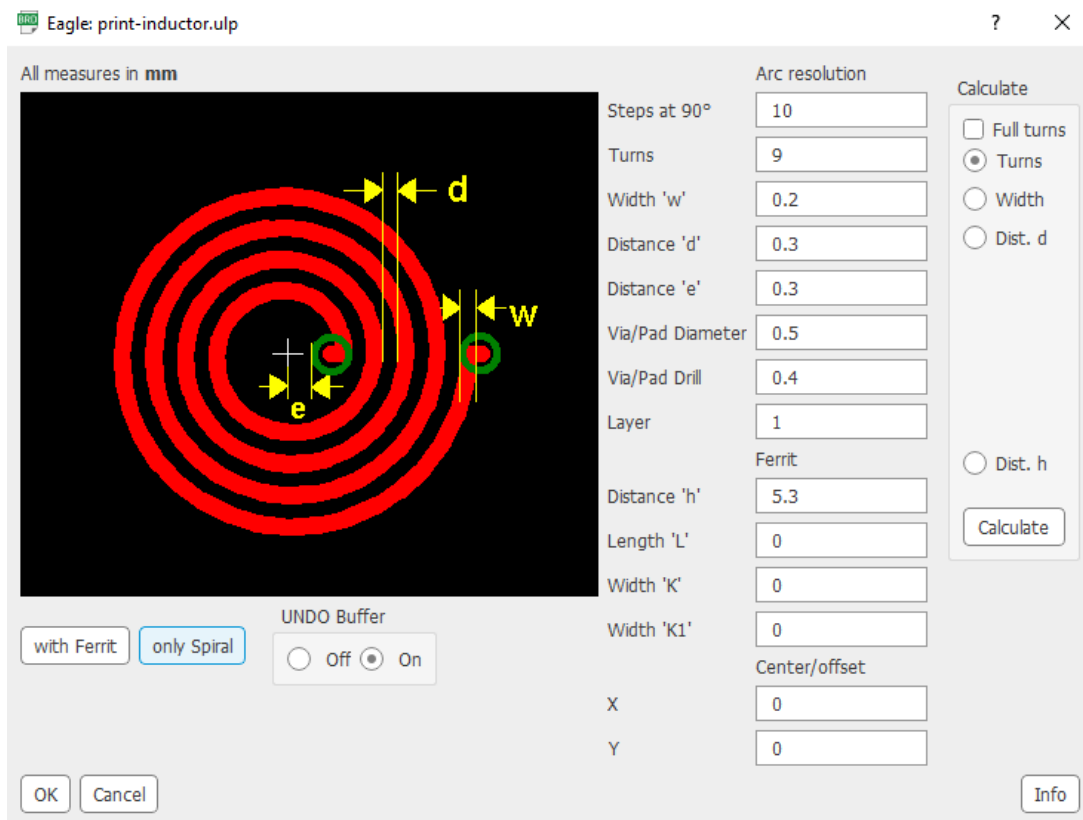 BRD
Eagle: print-inductor.ulp
?
All measures in mm
d
w
e
Arc resolution
Steps at 90° 10
Turns 9
Width 'w' 0.2
Distance 'd' 0.3
Distance 'e' 0.3
Via/Pad Diameter 0.5
Via/Pad Drill 0.4
Layer 1
Ferrit
Distance 'h' 5.3
Length 'L' 0
Width 'K' 0
Width 'K1' 0
Center/offset
X 0
Y 0
Calculate
Full turns
Turns
Width
Dist. d
Dist. h
Calculate
with Ferrit
only Spiral
UNDO Buffer
Off On
OK
Cancel
Info